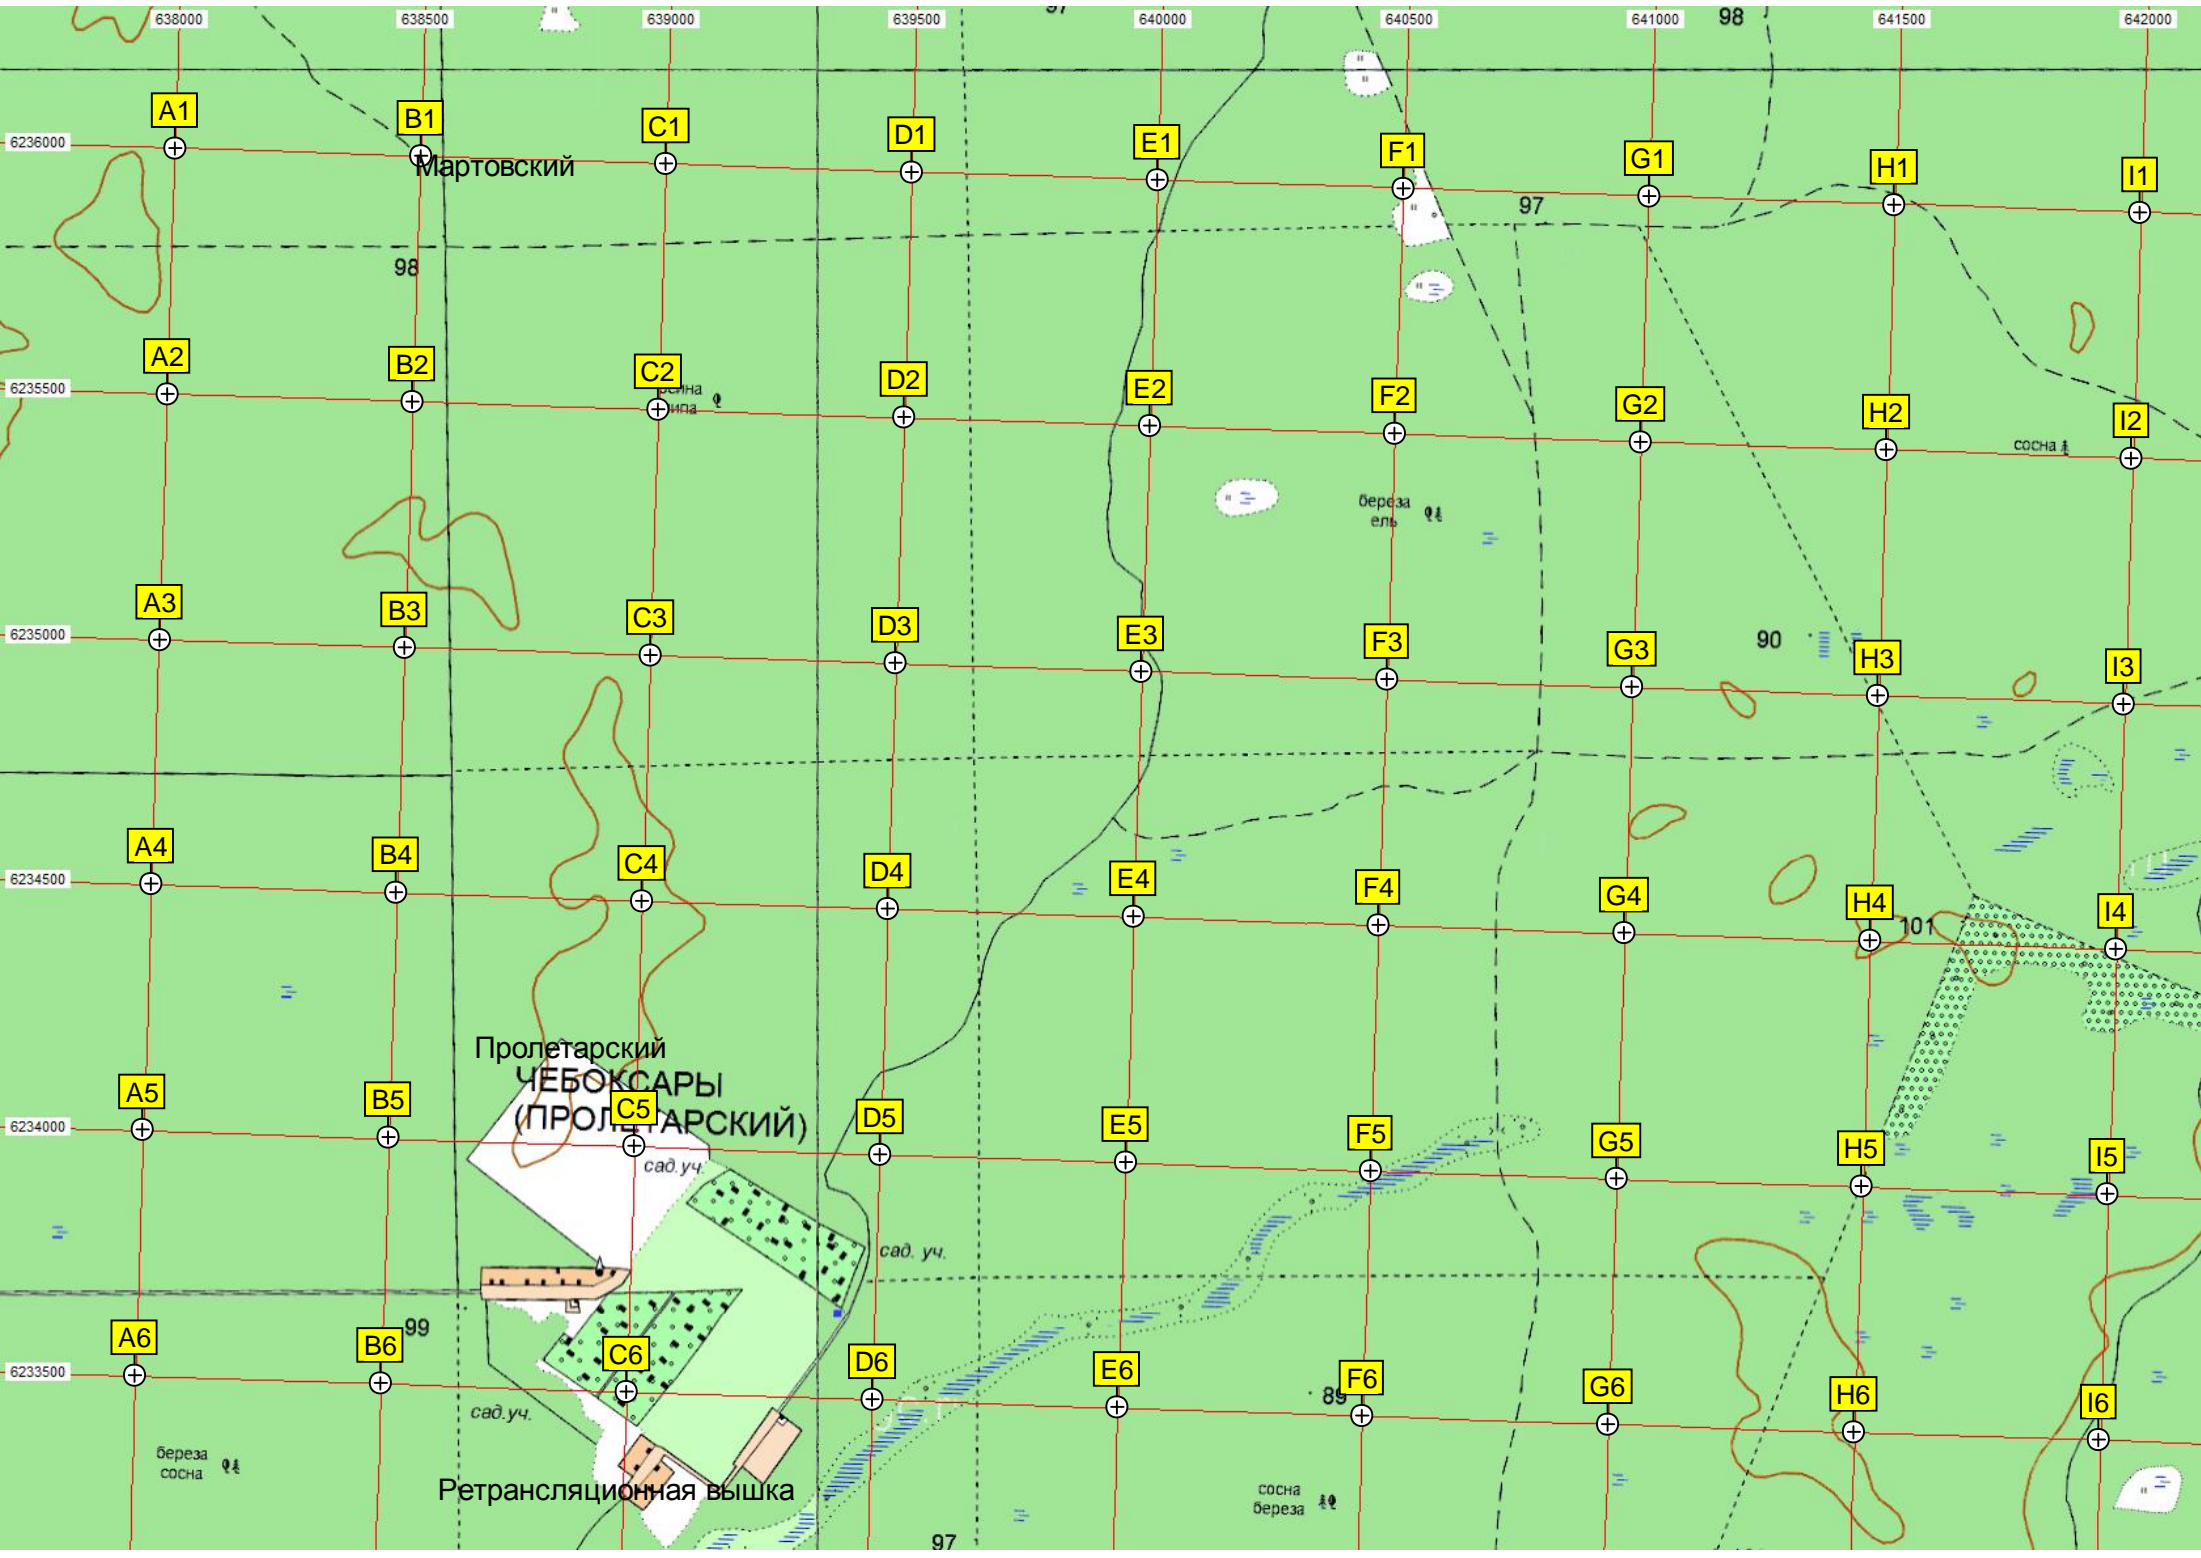 638000 638500 639000 639500 640000 640500 641000 641500 642000
98
A1 B1 C1 D1 E1 F1 G1 H1 I1
6236000
Мартовский
97
98
A2 B2 C2 D2 E2 F2 G2 H2 I2
6235500
сосна
береза
ель
A3 B3 C3 D3 E3 F3 G3 H3 I3
6235000
90
A4 B4 C4 D4 E4 F4 G4 H4 I4
6234500
101
Пролетарский
ЧЕБОКСАРЫ
(ПРОЛЕТАРСКИЙ)
A5 B5 C5 D5 E5 F5 G5 H5 I5
6234000
сад.уч.
сад. уч.
99
A6 B6 C6 D6 E6 F6 G6 H6 I6
6233500
89
сад.уч.
береза
сосна
Ретрансляционная вышка
сосна
береза
97